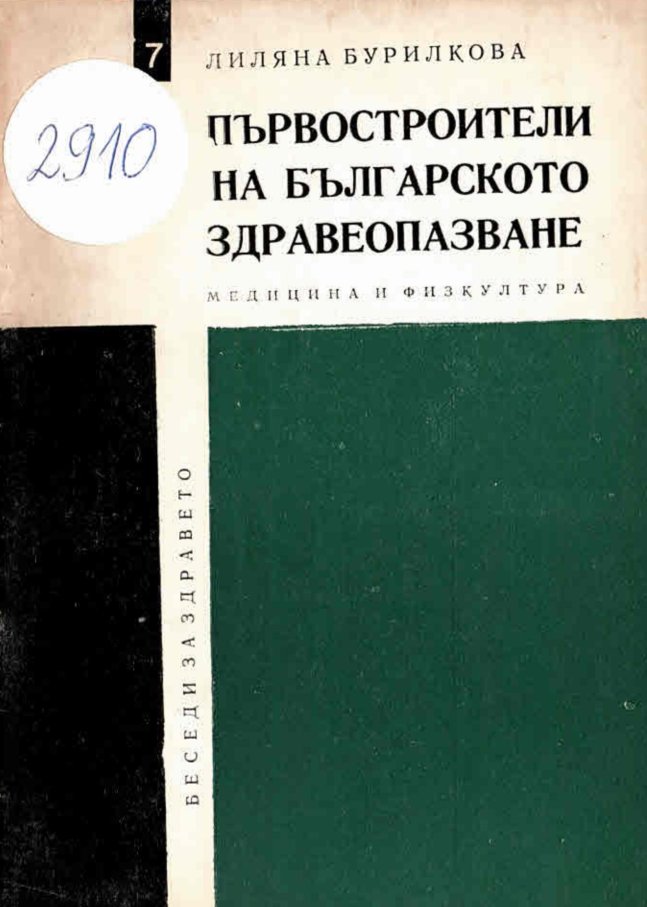 7
ЛИЛЯНА БУРИЛКОВА
2910
ПЪРВОСТРОИТЕЛИ
НА БЪЛГАРСКОТО
ЗДРАВЕОПАЗВАНЕ
МЕДИЦИНА И ФИЗКУЛТУРА
БЕСЕДИ ЗА ЗДРАВЕТО